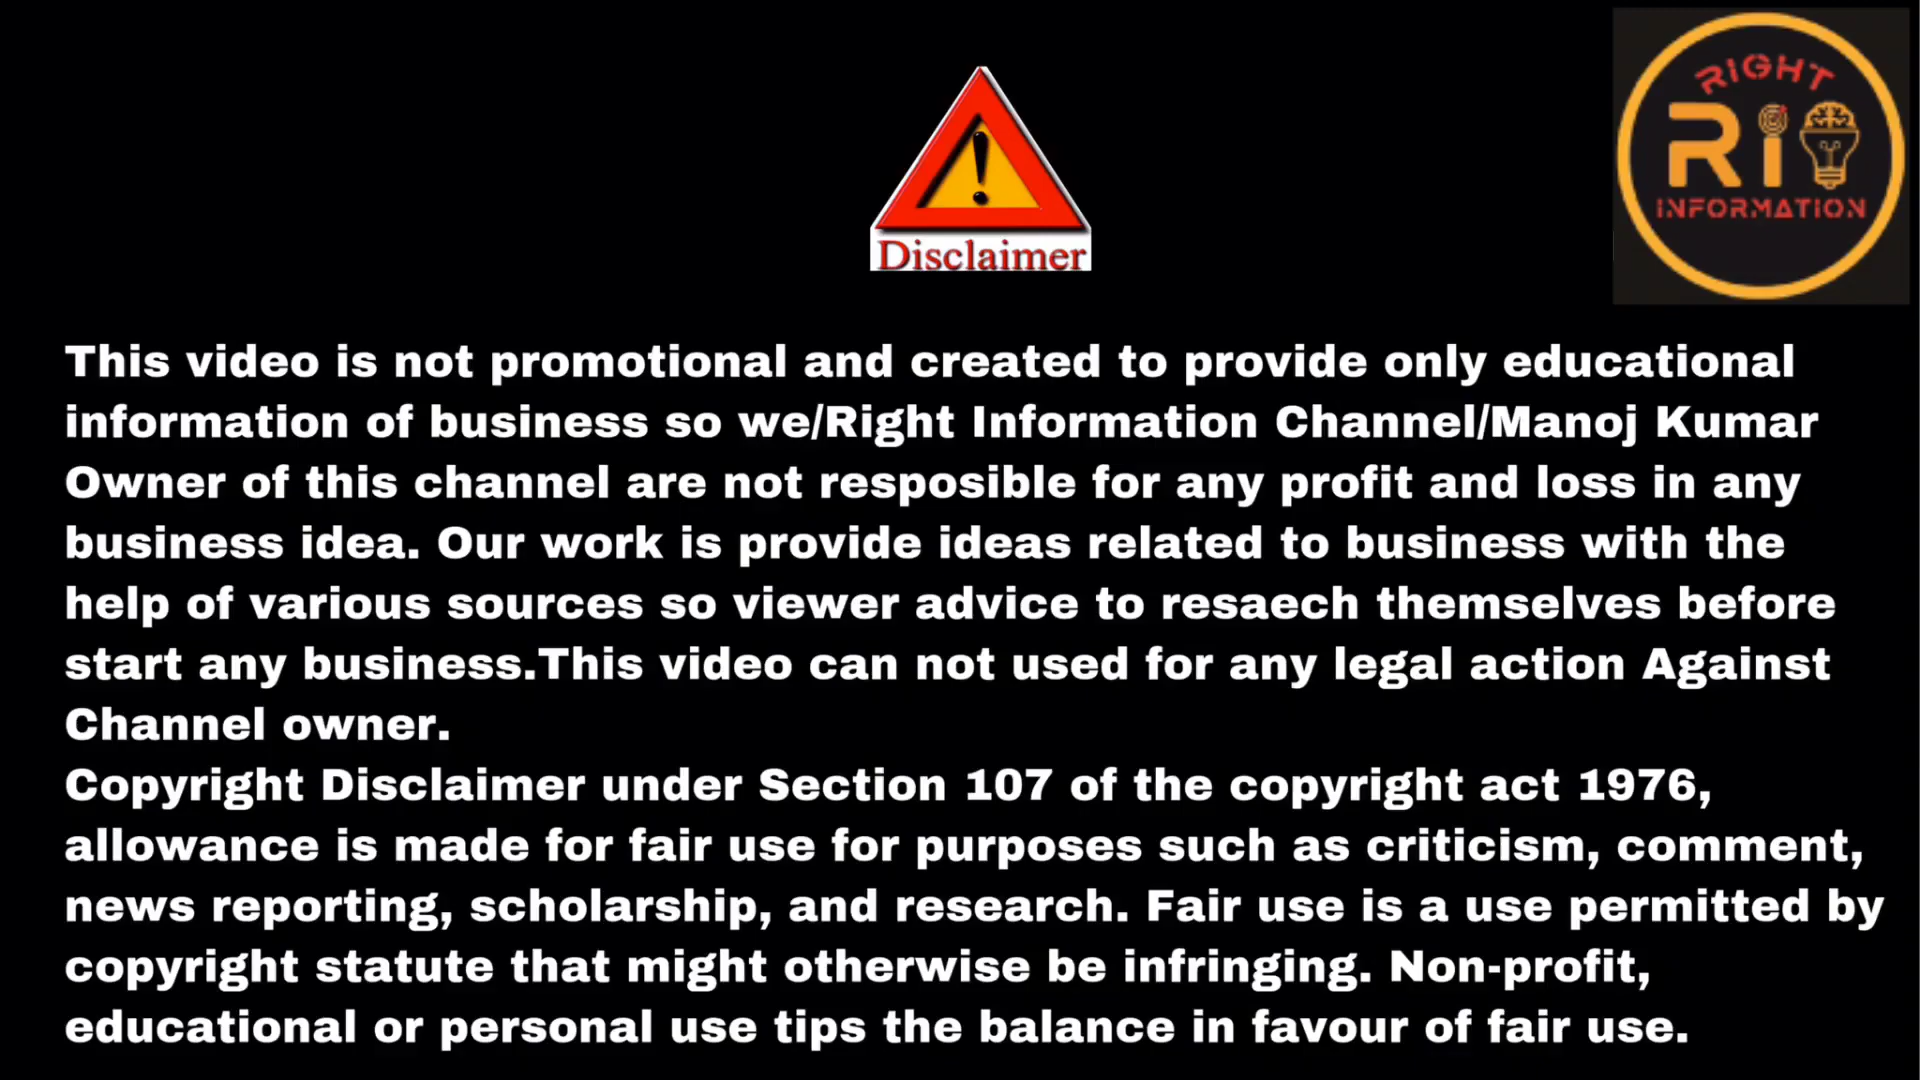 RIGHT
Ri
INFORMATION
Disclaimer
This video is not promotional and created to provide only educational
information of business so we/Right Information Channel/Manoj Kumar
Owner of this channel are not resposible for any profit and loss in any
business idea. Our work is provide ideas related to business with the
help of various sources so viewer advice to resaech themselves before
start any business.This video can not used for any legal action Against
Channel owner.
Copyright Disclaimer under Section 107 of the copyright act 1976,
allowance is made for fair use for purposes such as criticism, comment,
news reporting, scholarship, and research. Fair use is a use permitted by
copyright statute that might otherwise be infringing. Non-profit,
educational or personal use tips the balance in favour of fair use.